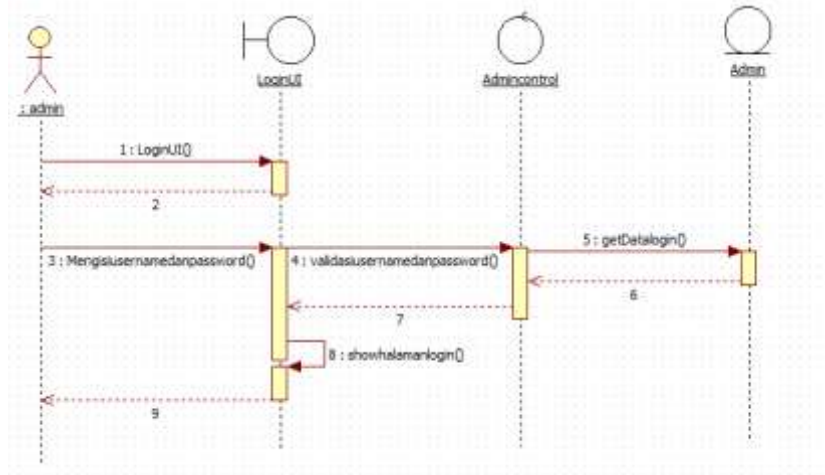 : admin
LoginUI
Admincontrol
Admin
1 : LoginUI()
2
3 : Mengisiusernamedanpassword()
4 : validasiusernamedanpassword()
5 : getDatalogin()
6
7
8 : showhalamanlogin()
9